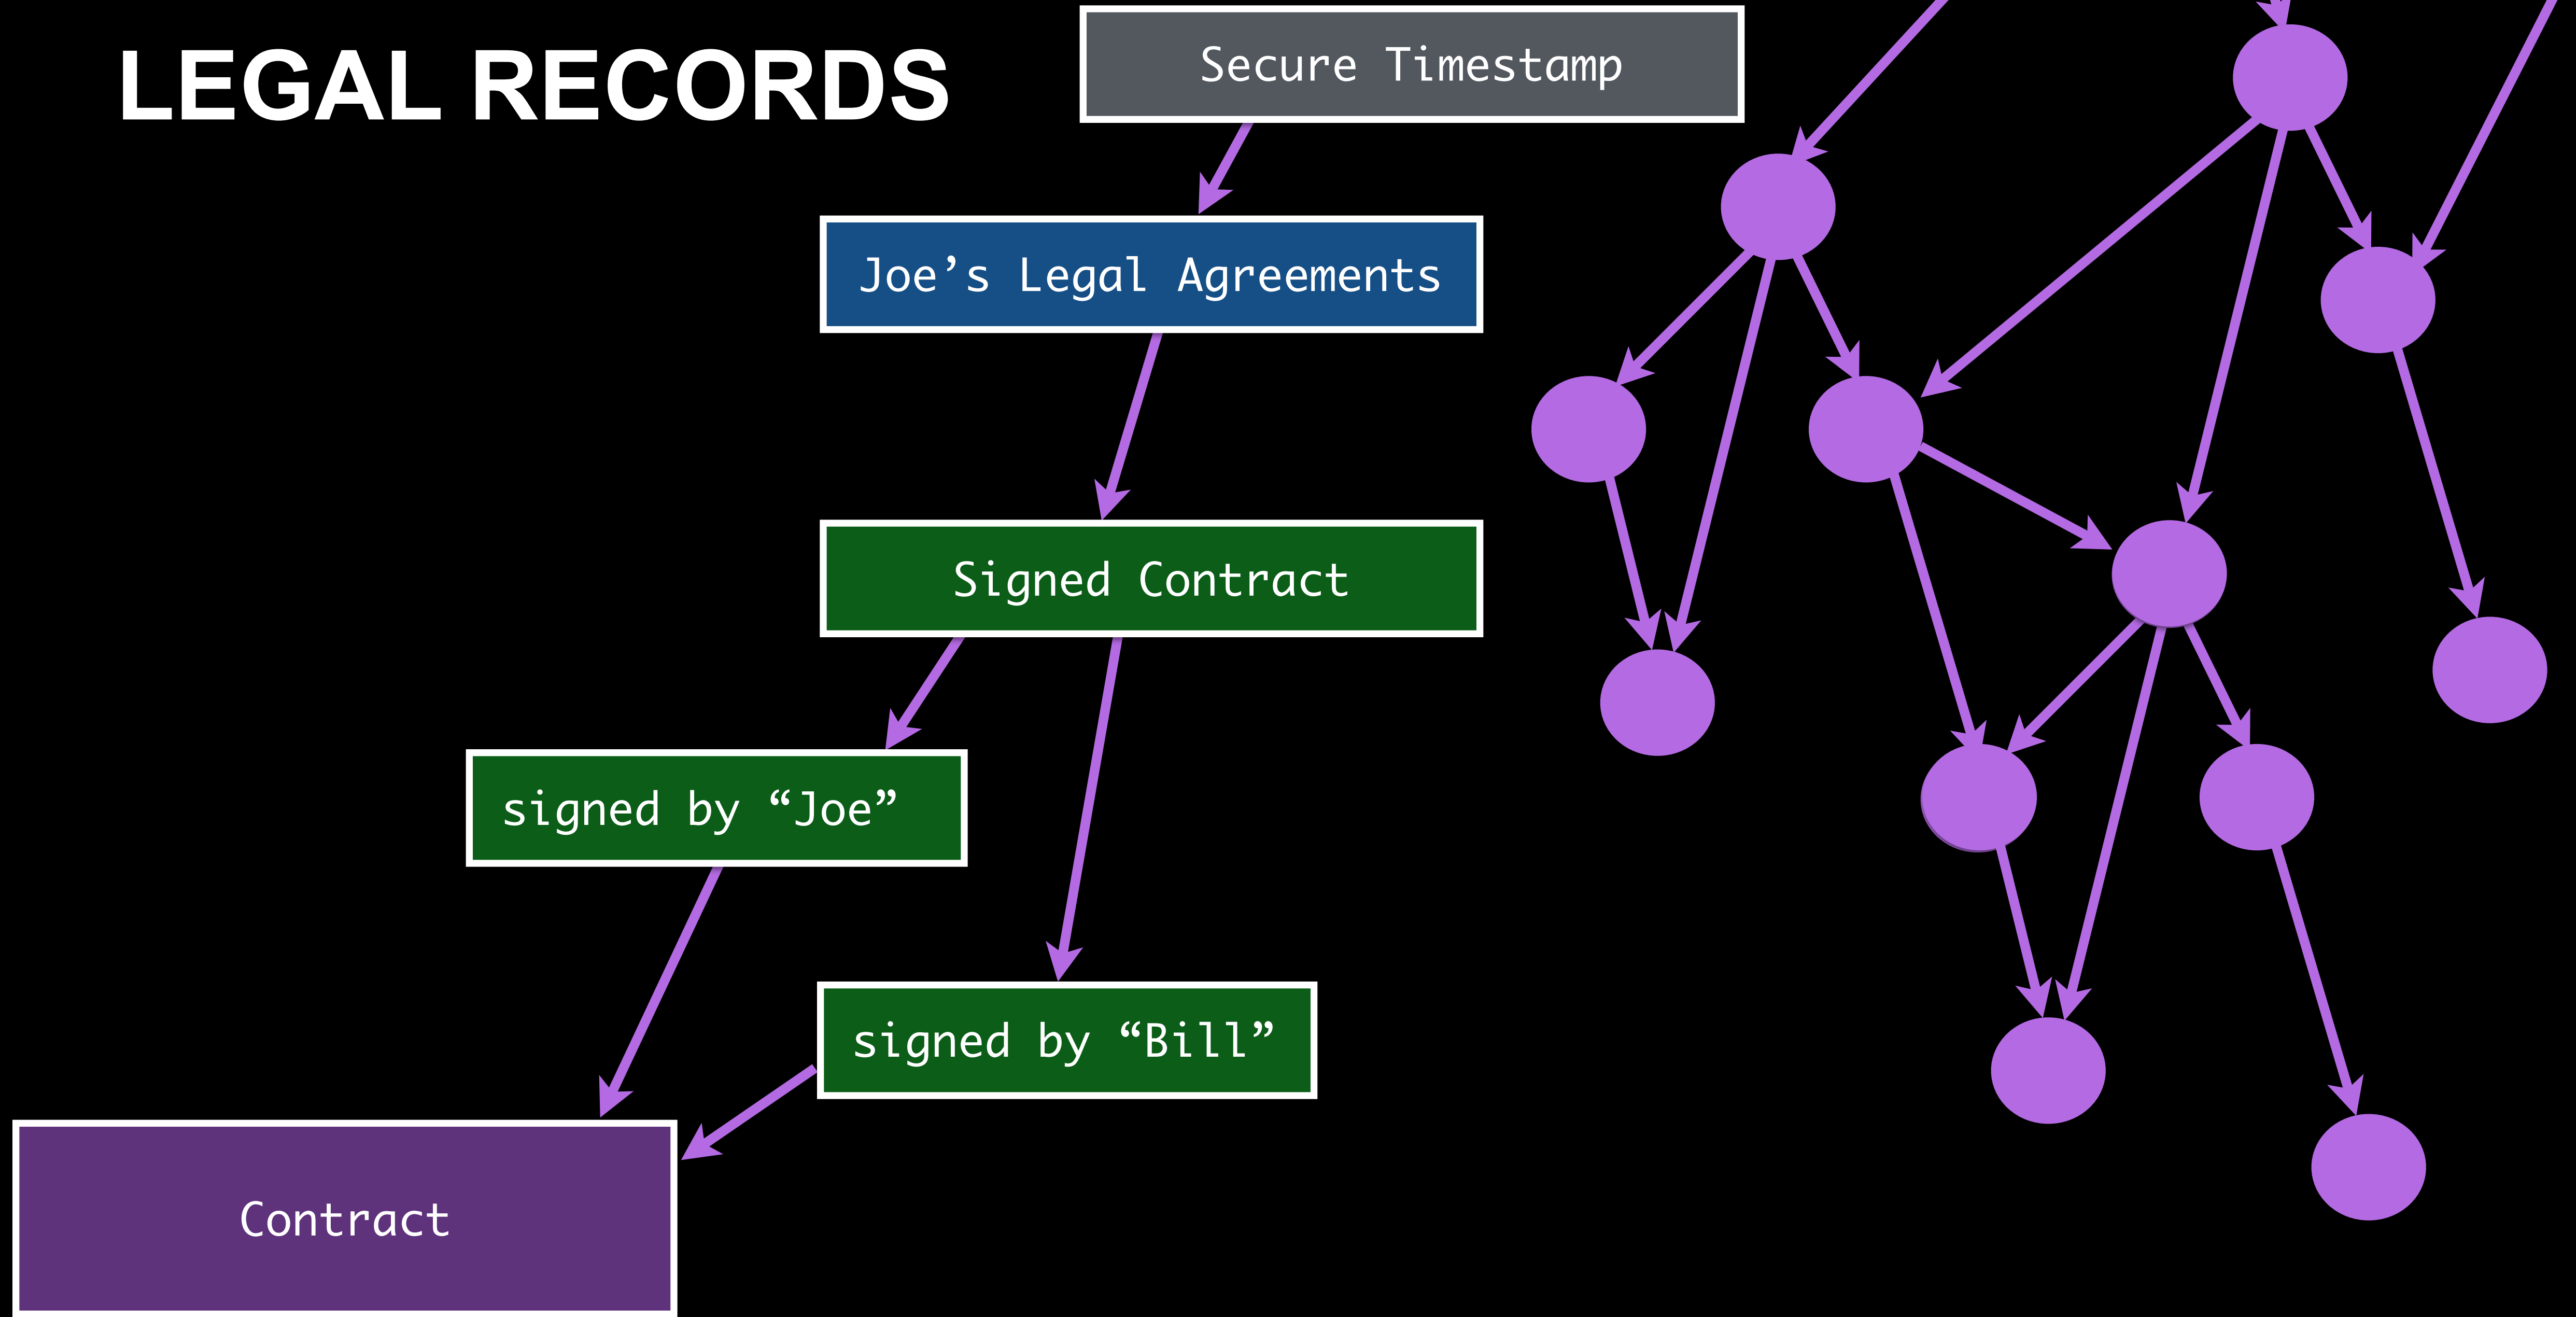 LEGAL RECORDS
Secure Timestamp
Joe’s Legal Agreements
Signed Contract
signed by “Joe”
signed by “Bill”
Contract